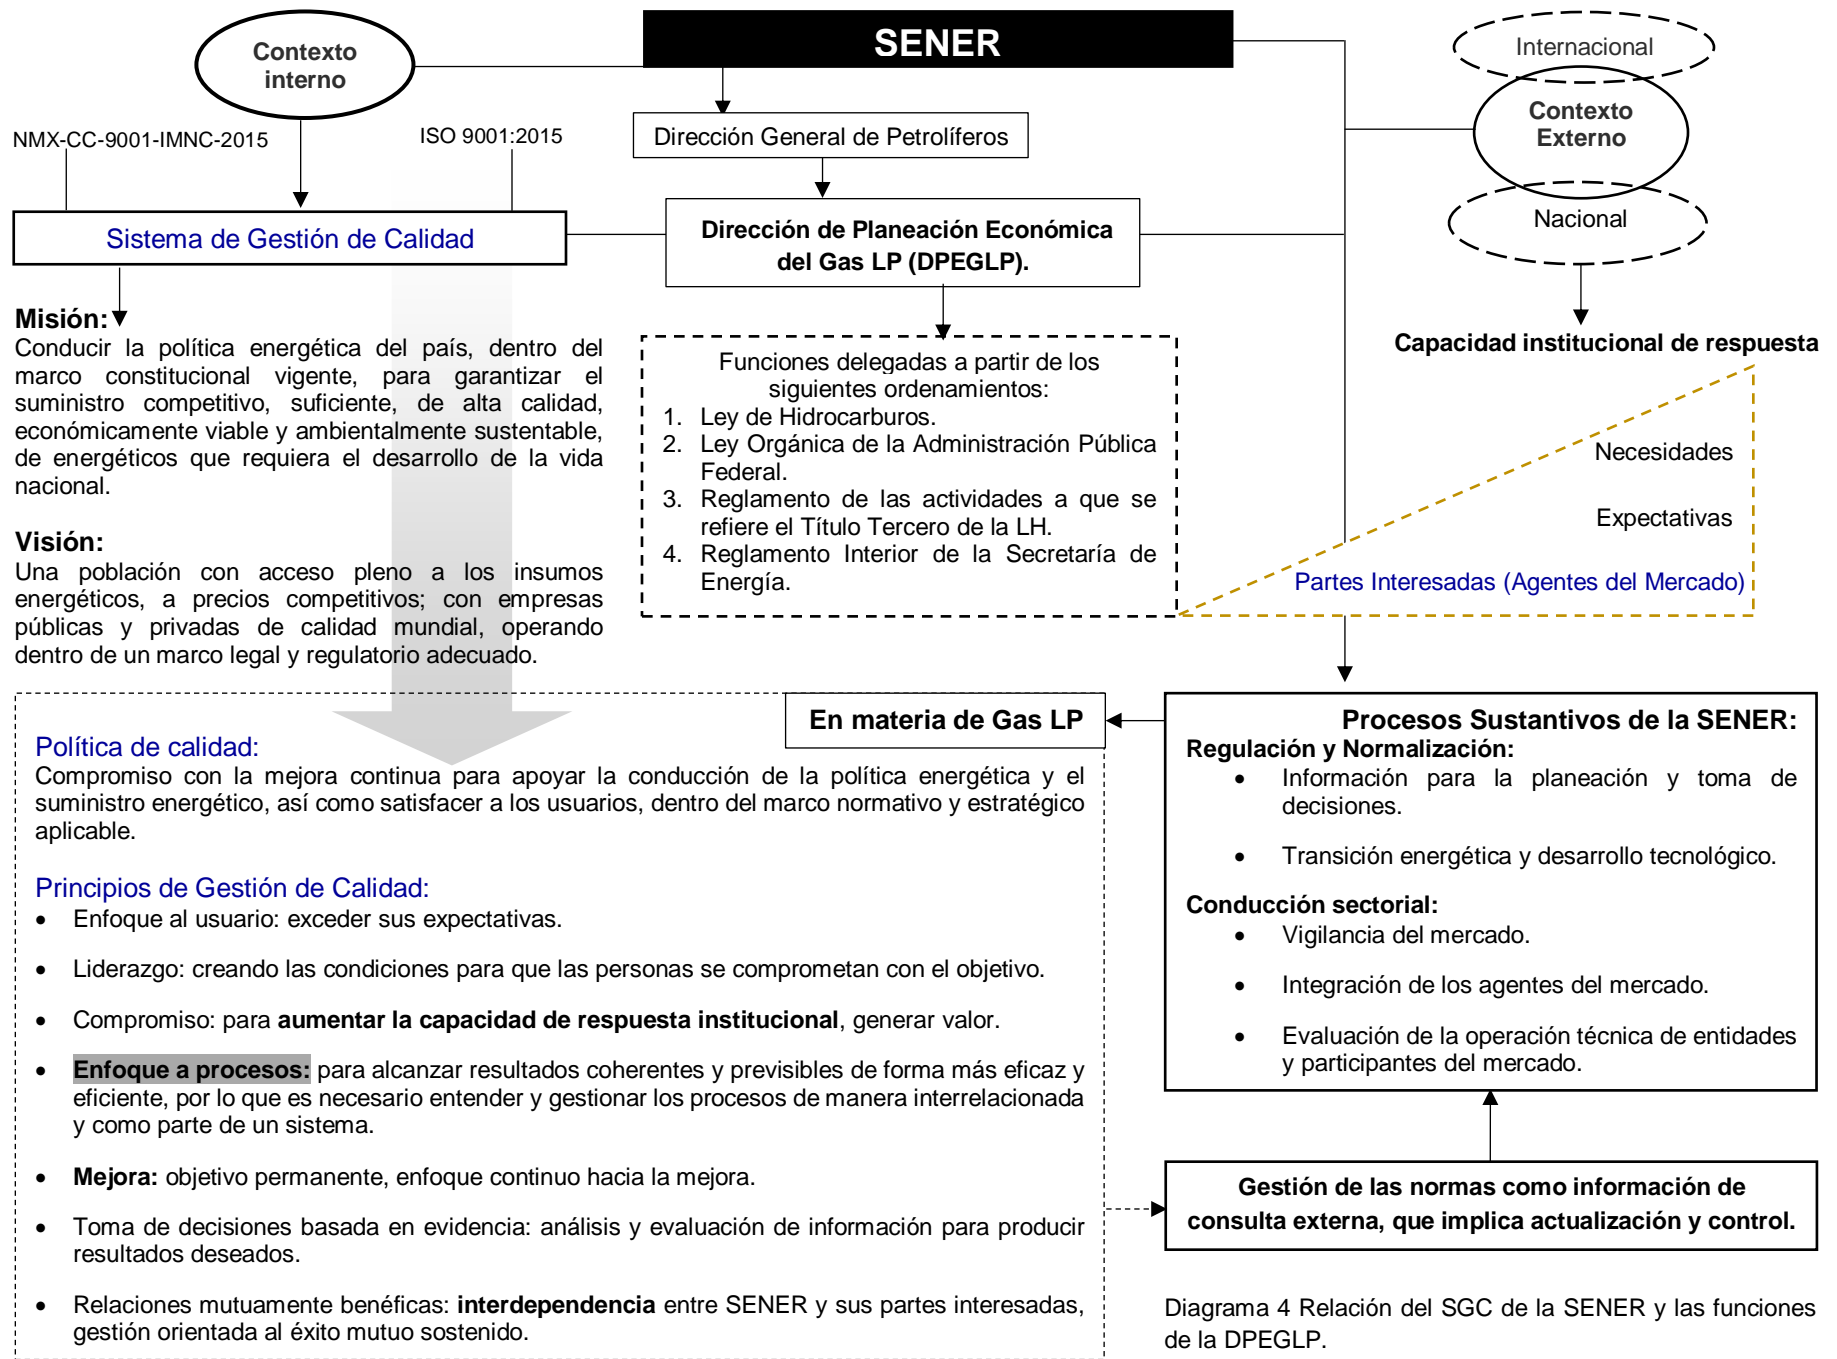 SENER
Contexto
interno
Internacional
Contexto
Externo
Nacional
NMX-CC-9001-IMNC-2015
ISO 9001:2015
Dirección General de Petrolíferos
Sistema de Gestión de Calidad
Dirección de Planeación Económica
del Gas LP (DPEGLP).
Misión:
Conducir la política energética del país, dentro del
marco constitucional vigente, para garantizar el
suministro competitivo, suficiente, de alta calidad,
económicamente viable y ambientalmente sustentable,
de energéticos que requiera el desarrollo de la vida
nacional.
Visión:
Una población con acceso pleno a los insumos
energéticos, a precios competitivos; con empresas
públicas y privadas de calidad mundial, operando
dentro de un marco legal y regulatorio adecuado.
Funciones delegadas a partir de los
siguientes ordenamientos:
1. Ley de Hidrocarburos.
2. Ley Orgánica de la Administración Pública
Federal.
3. Reglamento de las actividades a que se
refiere el Título Tercero de la LH.
4. Reglamento Interior de la Secretaría de
Energía.
Capacidad institucional de respuesta
Necesidades
Expectativas
Partes Interesadas (Agentes del Mercado)
En materia de Gas LP
Política de calidad:
Compromiso con la mejora continua para apoyar la conducción de la política energética y el
suministro energético, así como satisfacer a los usuarios, dentro del marco normativo y estratégico
aplicable.
Principios de Gestión de Calidad:
• Enfoque al usuario: exceder sus expectativas.
• Liderazgo: creando las condiciones para que las personas se comprometan con el objetivo.
• Compromiso: para aumentar la capacidad de respuesta institucional, generar valor.
• Enfoque a procesos: para alcanzar resultados coherentes y previsibles de forma más eficaz y
eficiente, por lo que es necesario entender y gestionar los procesos de manera interrelacionada
y como parte de un sistema.
• Mejora: objetivo permanente, enfoque continuo hacia la mejora.
• Toma de decisiones basada en evidencia: análisis y evaluación de información para producir
resultados deseados.
• Relaciones mutuamente benéficas: interdependencia entre SENER y sus partes interesadas,
gestión orientada al éxito mutuo sostenido.
Procesos Sustantivos de la SENER:
Regulación y Normalización:
• Información para la planeación y toma de
decisiones.
• Transición energética y desarrollo tecnológico.
Conducción sectorial:
• Vigilancia del mercado.
• Integración de los agentes del mercado.
• Evaluación de la operación técnica de entidades
y participantes del mercado.
Gestión de las normas como información de
consulta externa, que implica actualización y control.
Diagrama 4 Relación del SGC de la SENER y las funciones
de la DPEGLP.